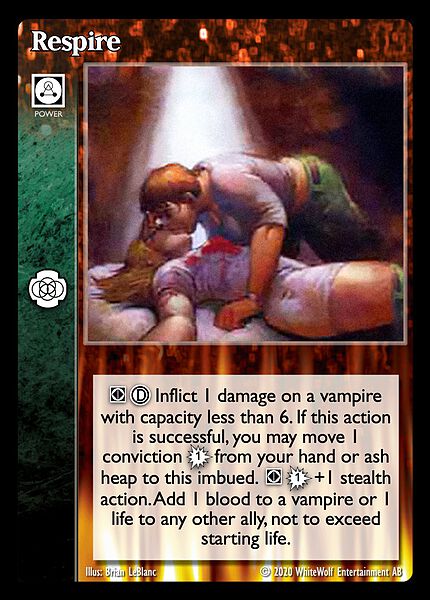 Respire
POWER
D Inflict 1 damage on a vampire
with capacity less than 6. If this action
is successful, you may move 1
conviction 1 from your hand or ash
heap to this imbued. 1 +1 stealth
action. Add 1 blood to a vampire or 1
life to any other ally, not to exceed
starting life.
Illus: Brian LeBlanc © 2020 WhiteWolf Entertainment AB